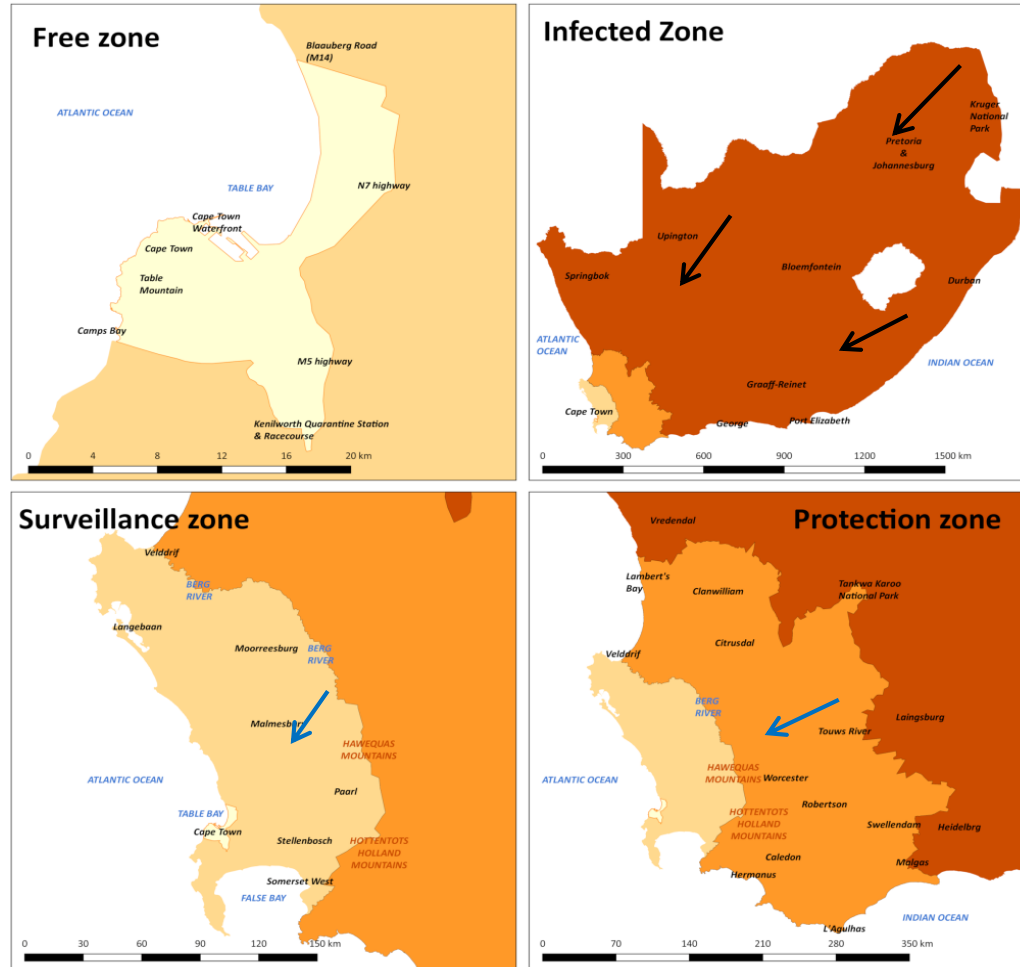 Free zone
Blaauberg Road
(M14)
ATLANTIC OCEAN
TABLE BAY
N7 highway
Cape Town
Waterfront
Cape Town
Table
Mountain
Camps Bay
M5 highway
Kenilworth Quarantine Station
& Racecourse
0 4 8 12 16 20 km
Infected Zone
Kruger
National
Park
Pretoria
&
Johannesburg
Upington
Springbok
Bloemfontein
Durban
ATLANTIC
OCEAN
INDIAN OCEAN
Graaff-Reinet
Cape Town
George
Port Elizabeth
0 300 600 900 1200 1500 km
Surveillance zone
Velddrif
BERG
RIVER
Langebaan
Moorreesburg
BERG
RIVER
Malmesbury
HAWEQUAS
MOUNTAINS
ATLANTIC OCEAN
Paarl
TABLE BAY
Cape Town
Stellenbosch
HOTTENTOTS
HOLLAND
MOUNTAINS
Somerset West
FALSE BAY
0 30 60 90 120 150 km
Protection zone
Vredendal
Lambert's
Bay
Clanwilliam
Tankwa Karoo
National Park
Citrusdal
Velddrif
BERG
RIVER
Laingsburg
Touws River
ATLANTIC OCEAN
HAWEQUAS
MOUNTAINS
Worcester
Robertson
HOTTENTOTS
HOLLAND
MOUNTAINS
Swellendam
Heidelbrg
Caledon
Malgas
Hermanus
INDIAN OCEAN
L'Agulhas
0 70 140 210 280 350 km